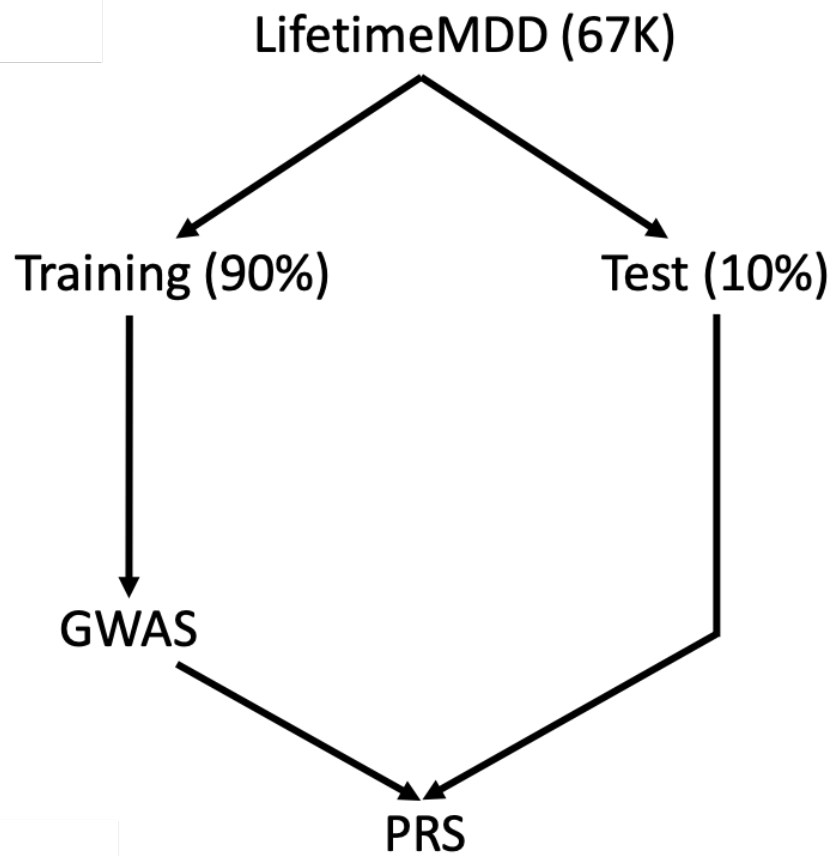 LifetimeMDD (67K)
Training (90%)
Test (10%)
GWAS
PRS